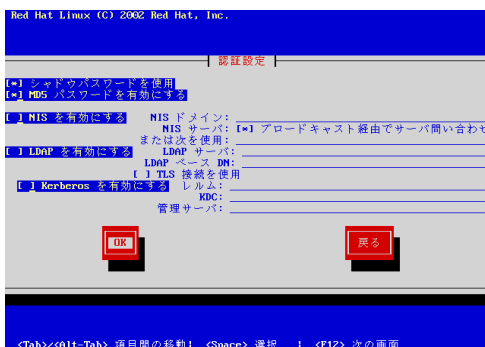 Red Hat Linux (C) 2002 Red Hat, Inc.
認証設定
[*] シャドウパスワードを使用
[*] MD5 パスワードを有効にする
[ ] NIS を有効にする NIS ドメイン:
NIS サーバ: [*] ブロードキャスト経由でサーバ問い合わせ
または次を使用:
[ ] LDAP を有効にする LDAP サーバ:
LDAP ベース DN:
[ ] TLS 接続を使用
[ ] Kerberos を有効にする レルム:
KDC:
管理サーバ:
OK 戻る
<Tab>/<Alt-Tab> 項目間の移動| <Space> 選択 | <F12> 次の画面